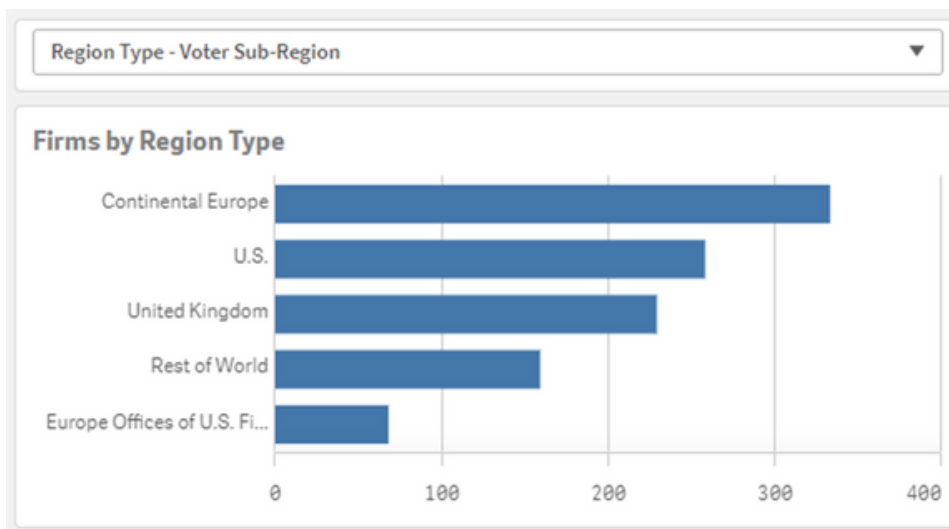 Region Type - Voter Sub-Region
Firms by Region Type
Continental Europe
U.S.
United Kingdom
Rest of World
Europe Offices of U.S. Fi...
0 100 200 300 400